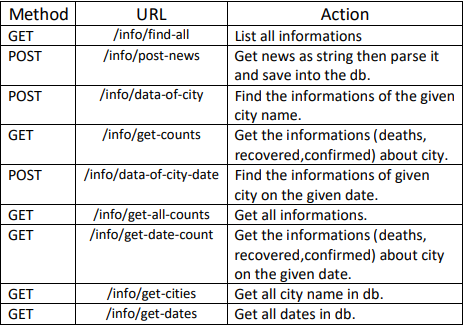 Method URL Action
GET /info/find-all List all informations
POST /info/post-news Get news as string then parse it
and save into the db.
POST /info/data-of-city Find the informations of the given
city name.
GET /info/get-counts Get the informations (deaths,
recovered,confirmed) about city.
POST /info/data-of-city-date Find the informations of given
city on the given date.
GET /info/get-all-counts Get all informations.
GET /info/get-date-count Get the informations (deaths,
recovered,confirmed) about city
on the given date.
GET /info/get-cities Get all city name in db.
GET /info/get-dates Get all dates in db.